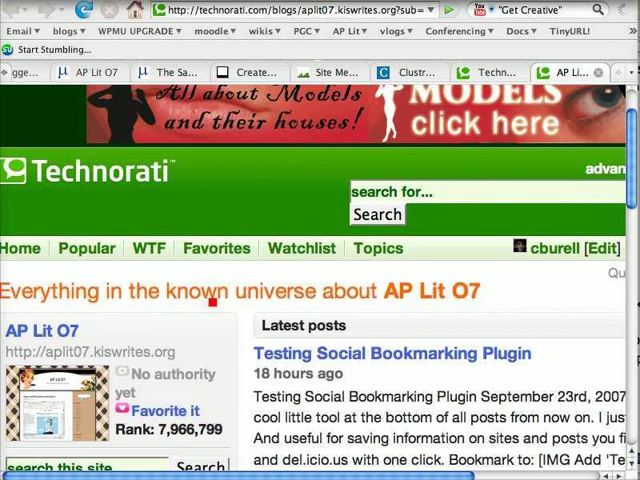 http://technorati.com/blogs/aplit07.kiswrites.org?sub=
"Get Creative"
Email blogs WPMU UPGRADE moodle wikis PGC AP Lit vlogs Conferencing Docs TinyURL!
Start Stumbling...
gge... AP Lit O7 The Sa... Create... Site Me... Clustr... Techn... AP Li...
All about Models MODELS
and their houses! click here
Technorati™
advan
search for...
Search
Home Popular WTF Favorites Watchlist Topics cburell [Edit]
Qu
Everything in the known universe about AP Lit O7
AP Lit O7
http://aplit07.kiswrites.org
No authority
yet
Favorite it
Rank: 7,966,799
search this site Search
Latest posts
Testing Social Bookmarking Plugin
18 hours ago
Testing Social Bookmarking Plugin September 23rd, 2007
cool little tool at the bottom of all posts from now on. I just
And useful for saving information on sites and posts you fi
and del.icio.us with one click. Bookmark to: [IMG Add 'Te